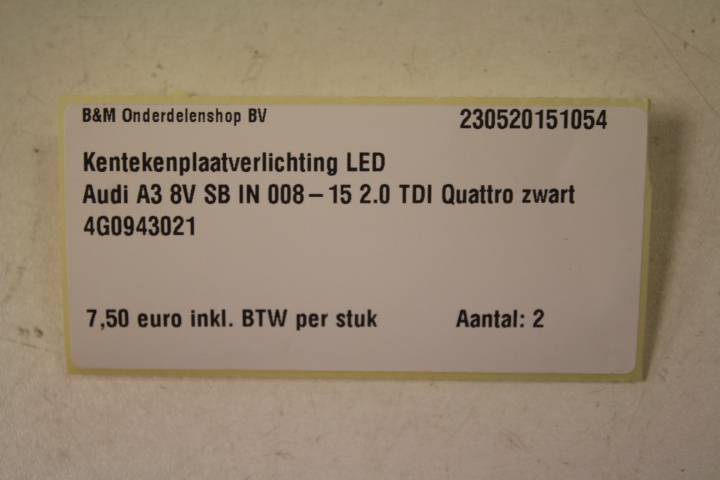 B&M Onderdelenshop BV 230520151054
Kentekenplaatverlichting LED
Audi A3 8V SB IN 008-15 2.0 TDI Quattro zwart
4G0943021
7,50 euro inkl. BTW per stuk Aantal: 2